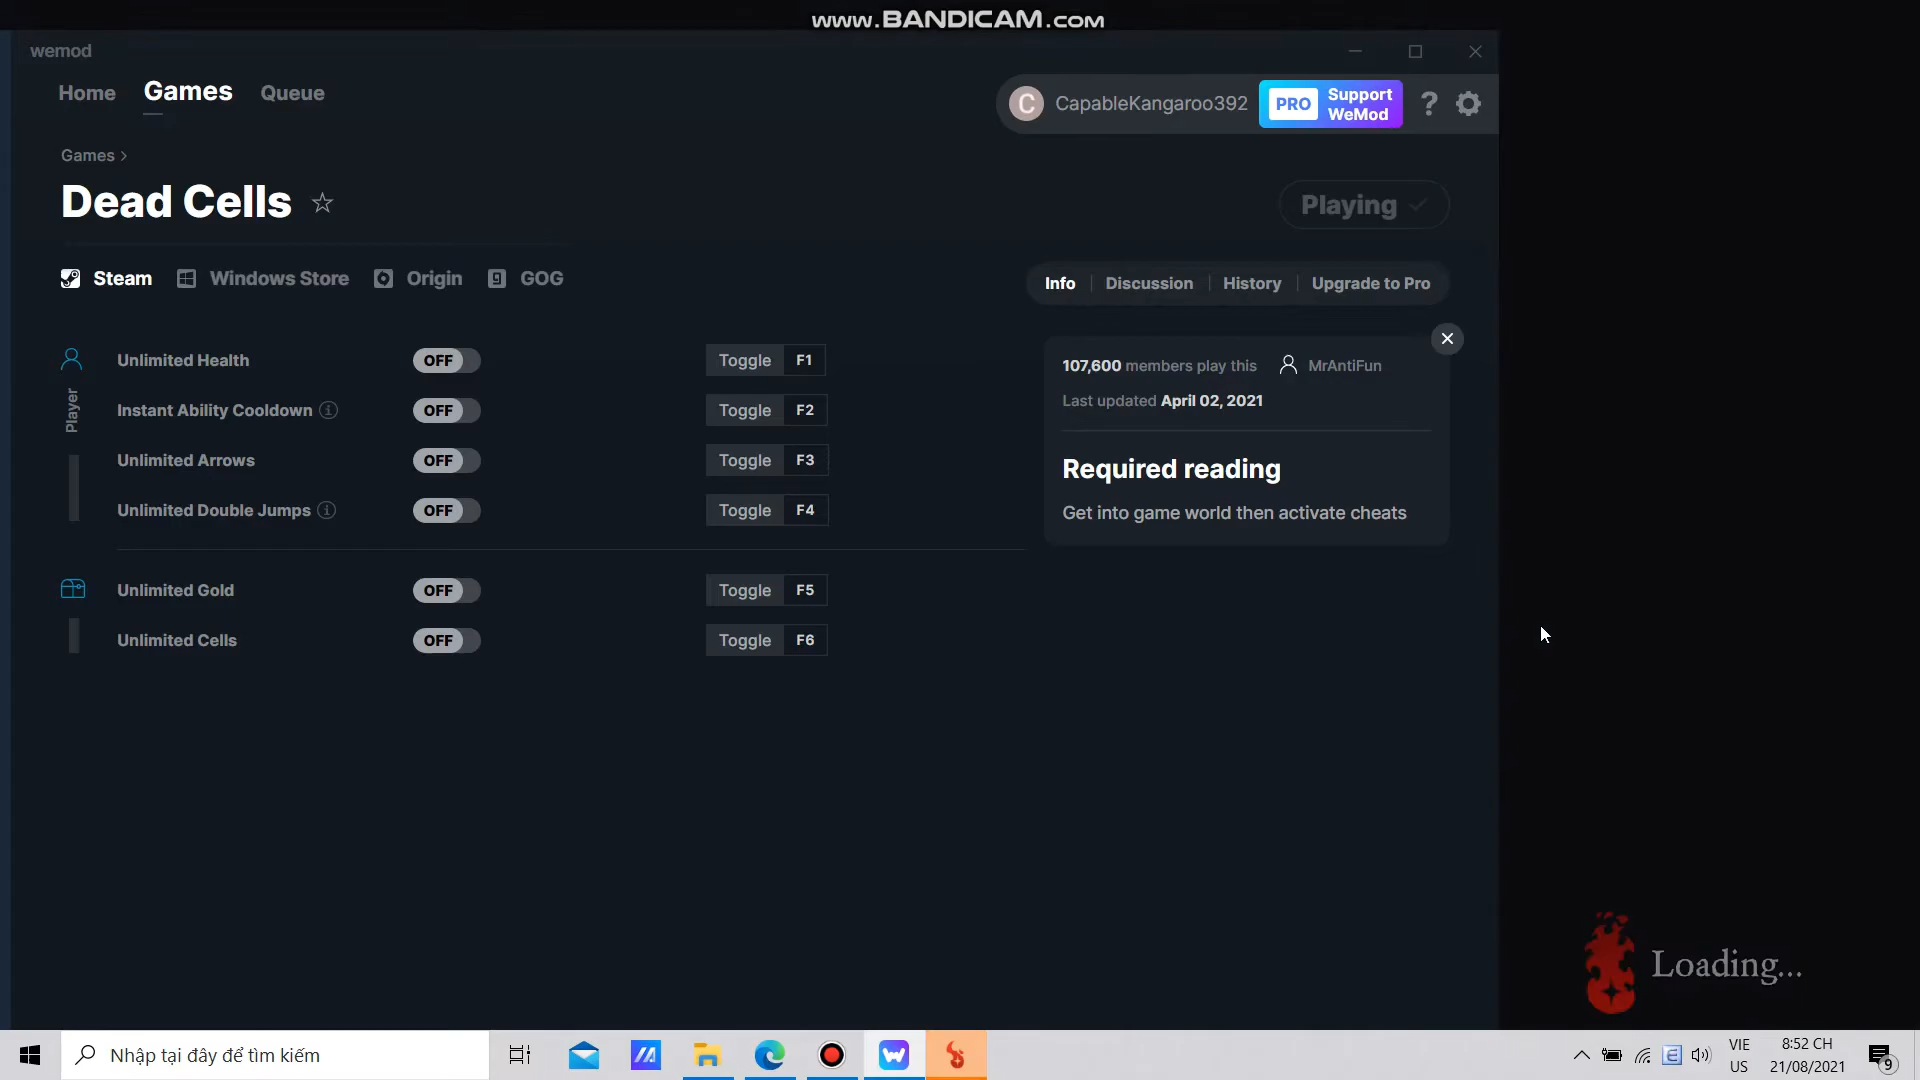 www.BANDICAM.com
wemod
Home Games Queue
C CapableKangaroo392 PRO Support WeMod ?
Games >
Dead Cells
Playing
Steam Windows Store Origin GOG
Info Discussion History Upgrade to Pro
Player
Unlimited Health OFF Toggle F1
Instant Ability Cooldown OFF Toggle F2
Unlimited Arrows OFF Toggle F3
Unlimited Double Jumps OFF Toggle F4
Unlimited Gold OFF Toggle F5
Unlimited Cells OFF Toggle F6
107,600 members play this MrAntiFun
Last updated April 02, 2021
Required reading
Get into game world then activate cheats
Loading...
Nhập tại đây để tìm kiếm
VIE
US
8:52 CH
21/08/2021
9